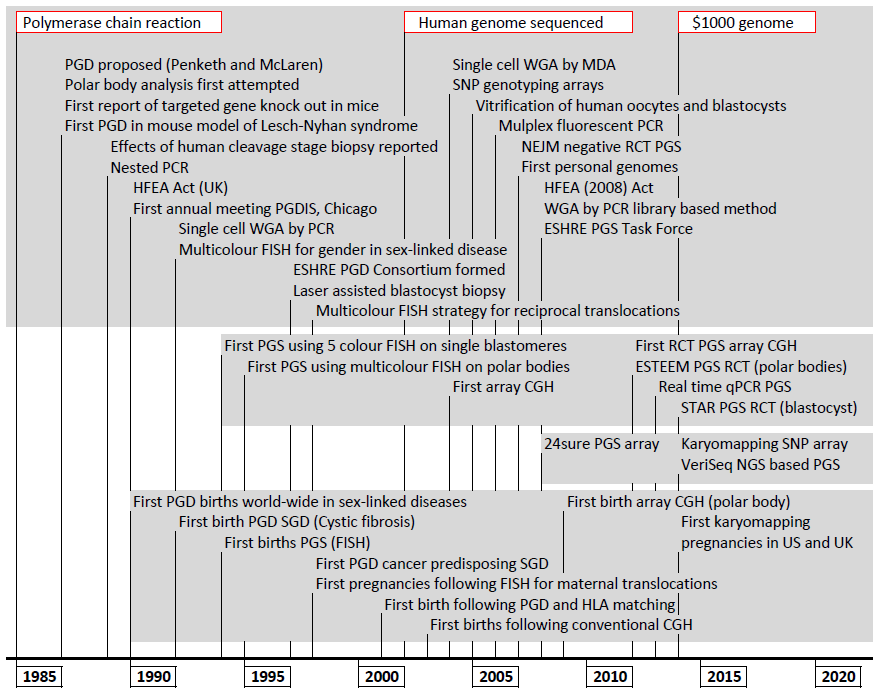 Polymerase chain reaction
Human genome sequenced
$1000 genome
PGD proposed (Penketh and McLaren)
Polar body analysis first attempted
First report of targeted gene knock out in mice
First PGD in mouse model of Lesch-Nyhan syndrome
Effects of human cleavage stage biopsy reported
Nested PCR
HFEA Act (UK)
First annual meeting PGDIS, Chicago
Single cell WGA by PCR
Multicolour FISH for gender in sex-linked disease
ESHRE PGD Consortium formed
Laser assisted blastocyst biopsy
Multicolour FISH strategy for reciprocal translocations
Single cell WGA by MDA
SNP genotyping arrays
Vitrification of human oocytes and blastocysts
Mulplex fluorescent PCR
NEJM negative RCT PGS
First personal genomes
HFEA (2008) Act
WGA by PCR library based method
ESHRE PGS Task Force
First PGS using 5 colour FISH on single blastomeres
First PGS using multicolour FISH on polar bodies
First array CGH
First RCT PGS array CGH
ESTEEM PGS RCT (polar bodies)
Real time qPCR PGS
STAR PGS RCT (blastocyst)
24sure PGS array
Karyomapping SNP array
VeriSeq NGS based PGS
First PGD births world-wide in sex-linked diseases
First birth PGD SGD (Cystic fibrosis)
First births PGS (FISH)
First PGD cancer predisposing SGD
First pregnancies following FISH for maternal translocations
First birth following PGD and HLA matching
First births following conventional CGH
First birth array CGH (polar body)
First karyomapping
pregnancies in US and UK
1985
1990
1995
2000
2005
2010
2015
2020